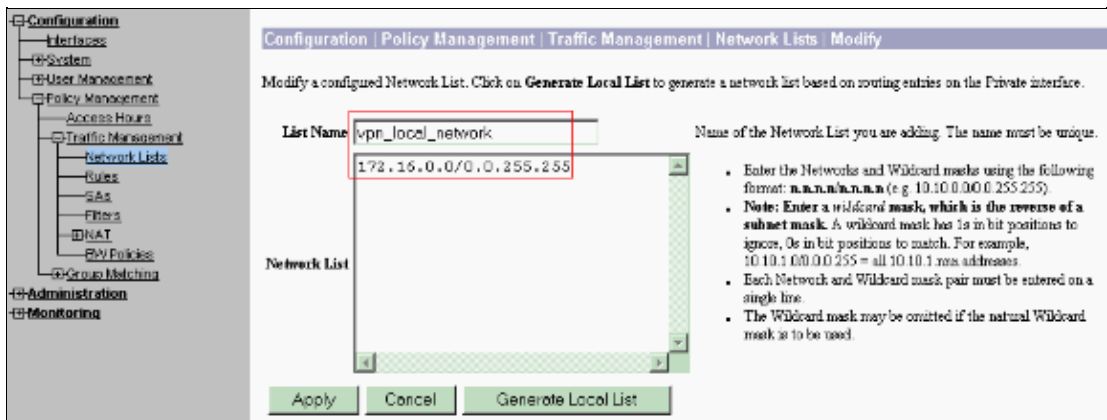 Configuration
Interfaces
System
User Management
Policy Management
Access Hours
Traffic Management
Network Lists
Rules
SAs
Filters
NAT
BW Policies
Group Matching
Administration
Monitoring
Configuration | Policy Management | Traffic Management | Network Lists | Modify
Modify a configured Network List. Click on Generate Local List to generate a network list based on routing entries on the Private interface.
List Name vpn_local_network Name of the Network List you are adding. The name must be unique.
Network List
172.16.0.0/0.0.255.255
• Enter the Networks and Wildcard masks using the following
format: n.n.n.n/n.n.n.n (e.g. 10.10.0.0/0.0.255.255).
• Note: Enter a wildcard mask, which is the reverse of a
subnet mask. A wildcard mask has 1s in bit positions to
ignore, 0s in bit positions to match. For example,
10.10.1.0/0.0.0.255 = all 10.10.1.nnn addresses.
• Each Network and Wildcard mask pair must be entered on a
single line.
• The Wildcard mask may be omitted if the natural Wildcard
mask is to be used.
Apply Cancel Generate Local List